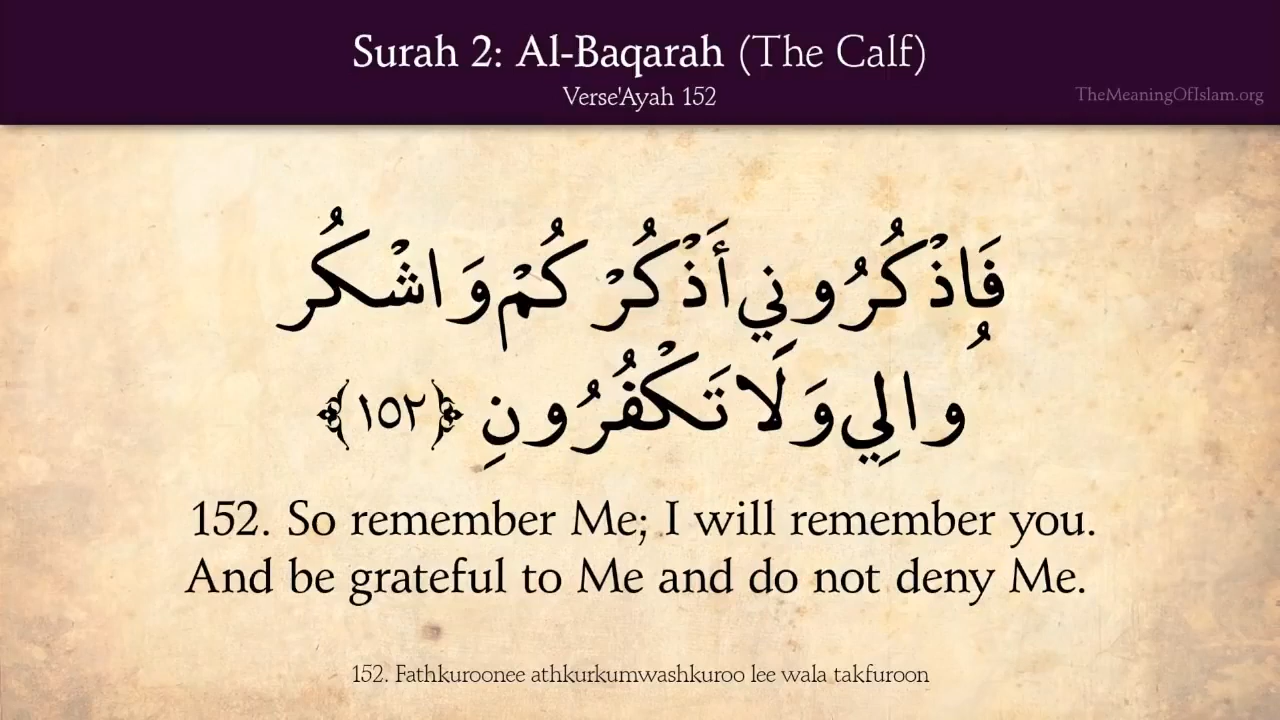 Surah 2: Al-Baqarah (The Calf)
Verse'Ayah 152
TheMeaningOfIslam.org
فَاذْكُرُونِي أَذْكُرْكُمْ وَاشْكُر
ُوا لِي وَلَا تَكْفُرُونِ ﴿١٥٢﴾
152. So remember Me; I will remember you.
And be grateful to Me and do not deny Me.
152. Fathkuroonee athkurkumwashkuroo lee wala takfuroon